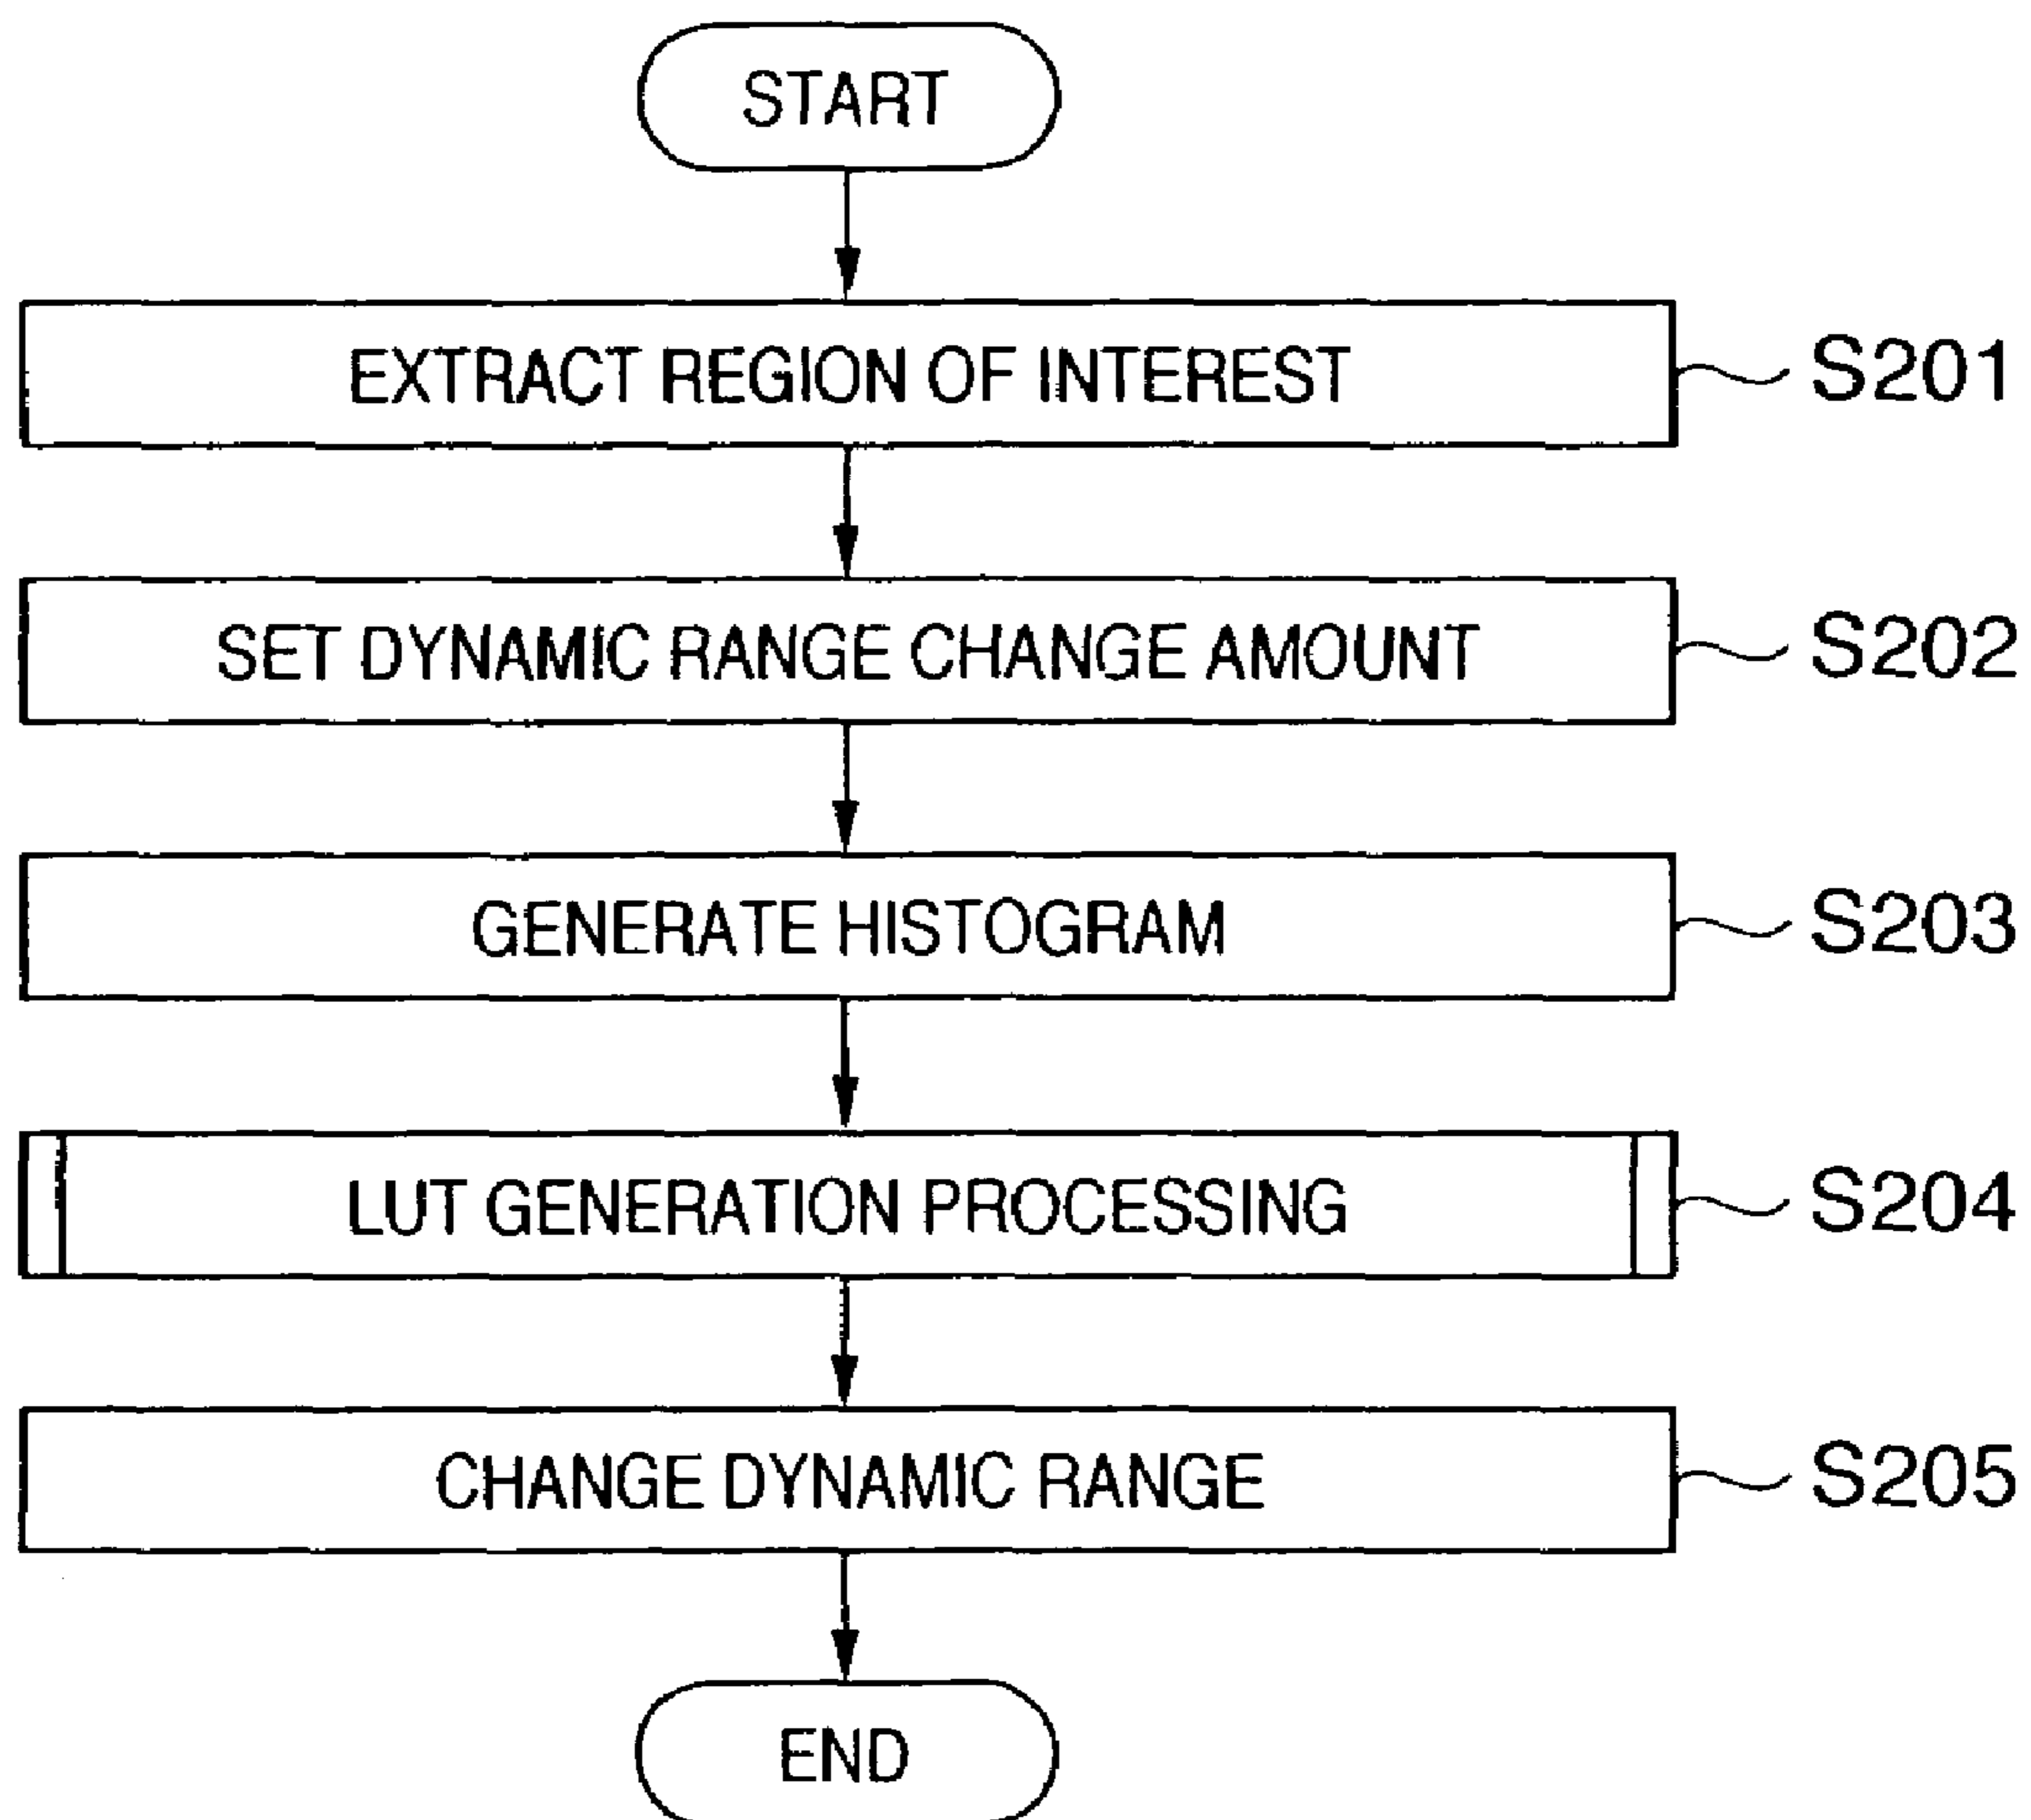 START
EXTRACT REGION OF INTEREST S201
SET DYNAMIC RANGE CHANGE AMOUNT S202
GENERATE HISTOGRAM S203
LUT GENERATION PROCESSING S204
CHANGE DYNAMIC RANGE S205
END